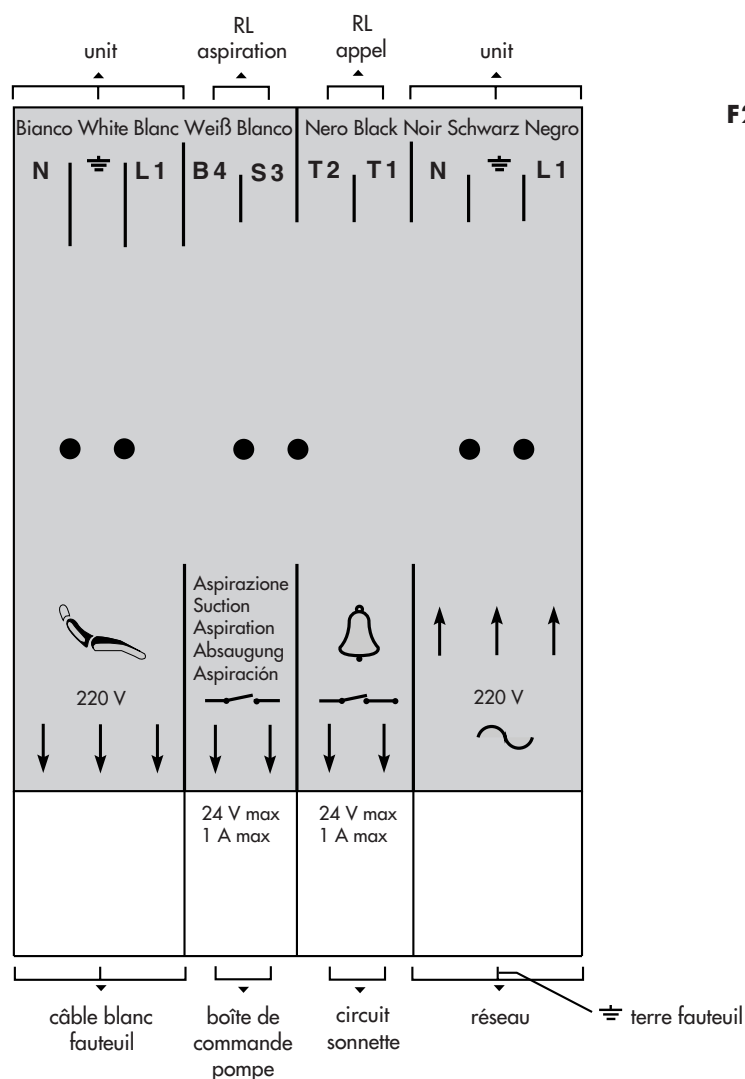 RL
RL
unit
aspiration
appel
unit
F2
Bianco White Blanc Weiß Blanco
Nero Black Noir Schwarz Negro
N L1 B4 S3 T2 T1 N L1
Aspirazione
Suction
Aspiration
Absaugung
Aspiración
220 V
220 V
24 V max
1 A max
24 V max
1 A max
câble blanc
fauteuil
boîte de
commande
pompe
circuit
sonnette
réseau
terre fauteuil